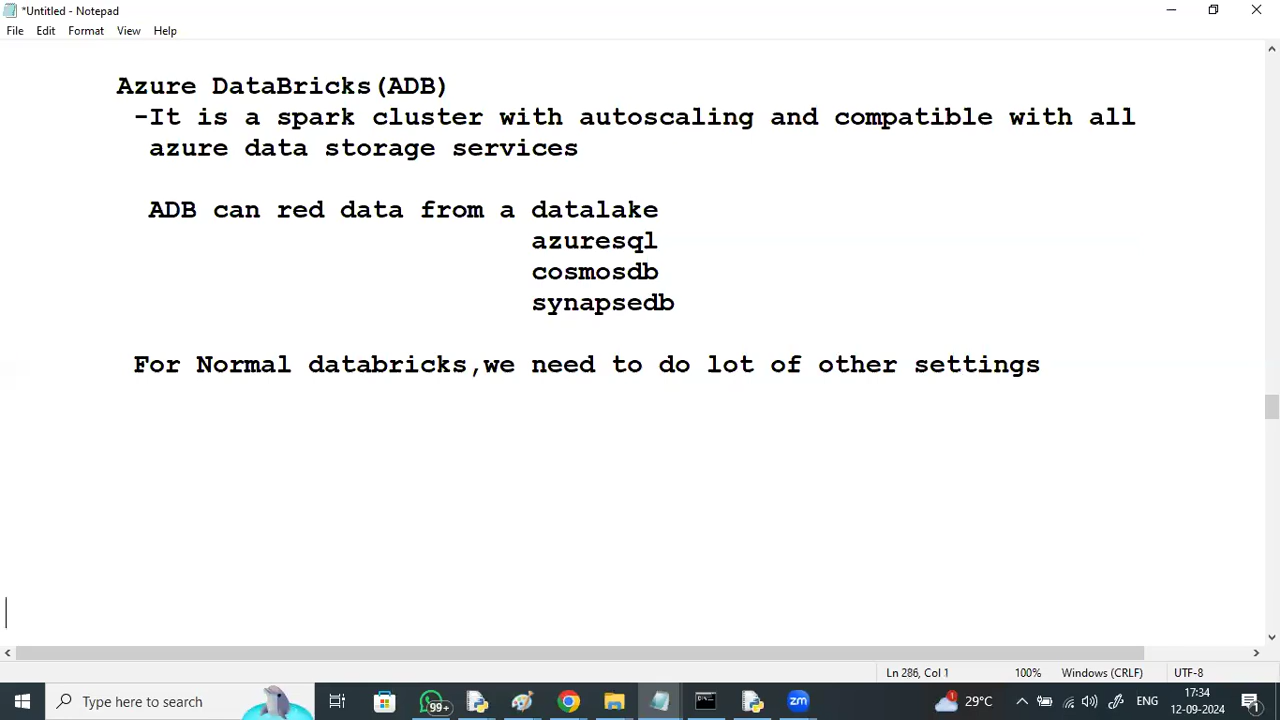 *Untitled - Notepad
File Edit Format View Help
Azure DataBricks(ADB)
-It is a spark cluster with autoscaling and compatible with all
azure data storage services
ADB can red data from a datalake
azuresql
cosmosdb
synapsedb
For Normal databricks,we need to do lot of other settings
Ln 286, Col 1 100% Windows (CRLF) UTF-8
Type here to search 99+ zm 1 29°C ENG 17:34 12-09-2024 1